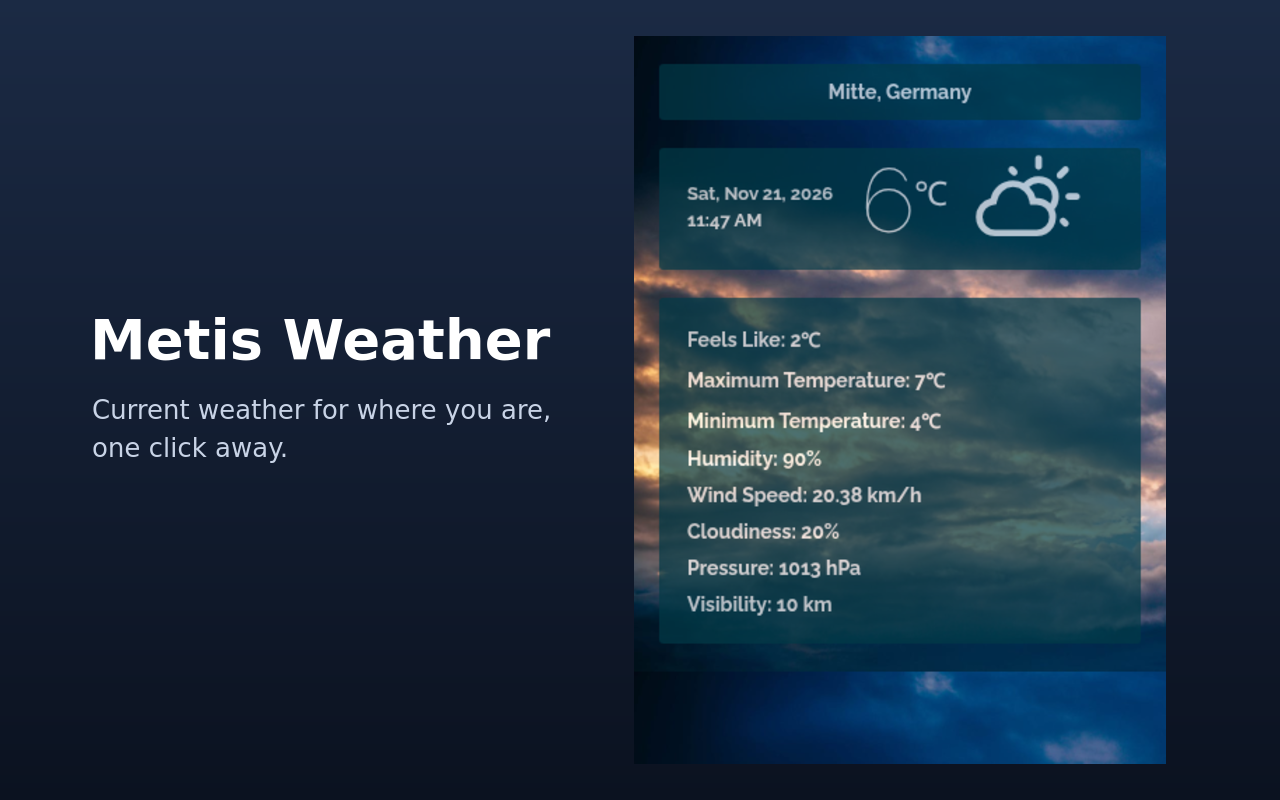 Metis Weather
Current weather for where you are,
one click away.
Mitte, Germany
Sat, Nov 21, 2026
11:47 AM
6℃
Feels Like: 2℃
Maximum Temperature: 7℃
Minimum Temperature: 4℃
Humidity: 90%
Wind Speed: 20.38 km/h
Cloudiness: 20%
Pressure: 1013 hPa
Visibility: 10 km